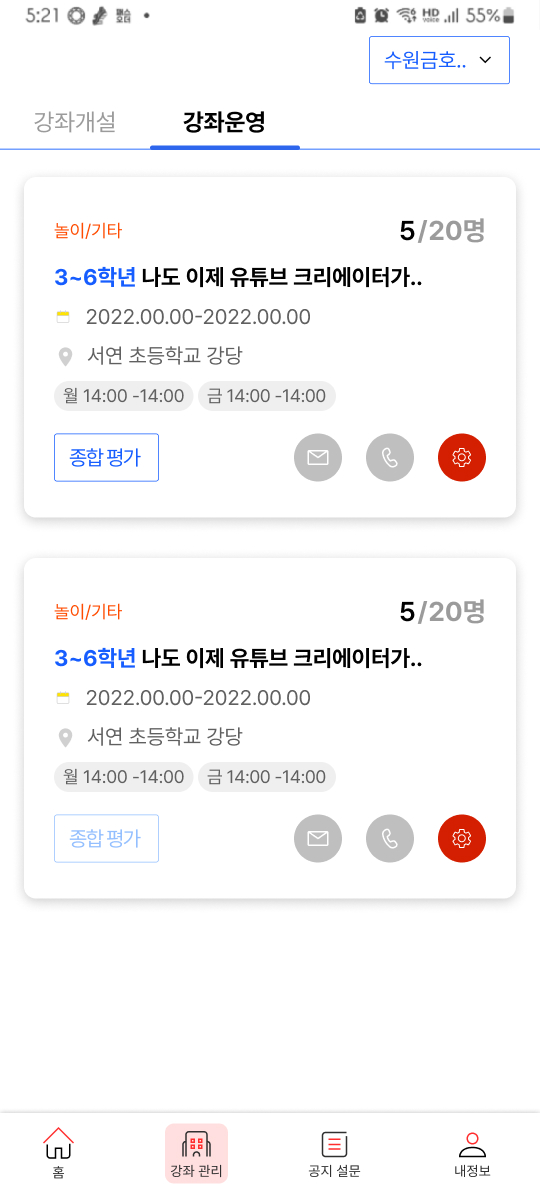 5:21 HD VOICE 55%
수원금호..
강좌개설 강좌운영
놀이/기타 5/20명
3~6학년 나도 이제 유튜브 크리에이터가..
2022.00.00-2022.00.00
서연 초등학교 강당
월 14:00 -14:00 금 14:00 -14:00
종합 평가
놀이/기타 5/20명
3~6학년 나도 이제 유튜브 크리에이터가..
2022.00.00-2022.00.00
서연 초등학교 강당
월 14:00 -14:00 금 14:00 -14:00
종합 평가
홈 강좌 관리 공지 설문 내정보